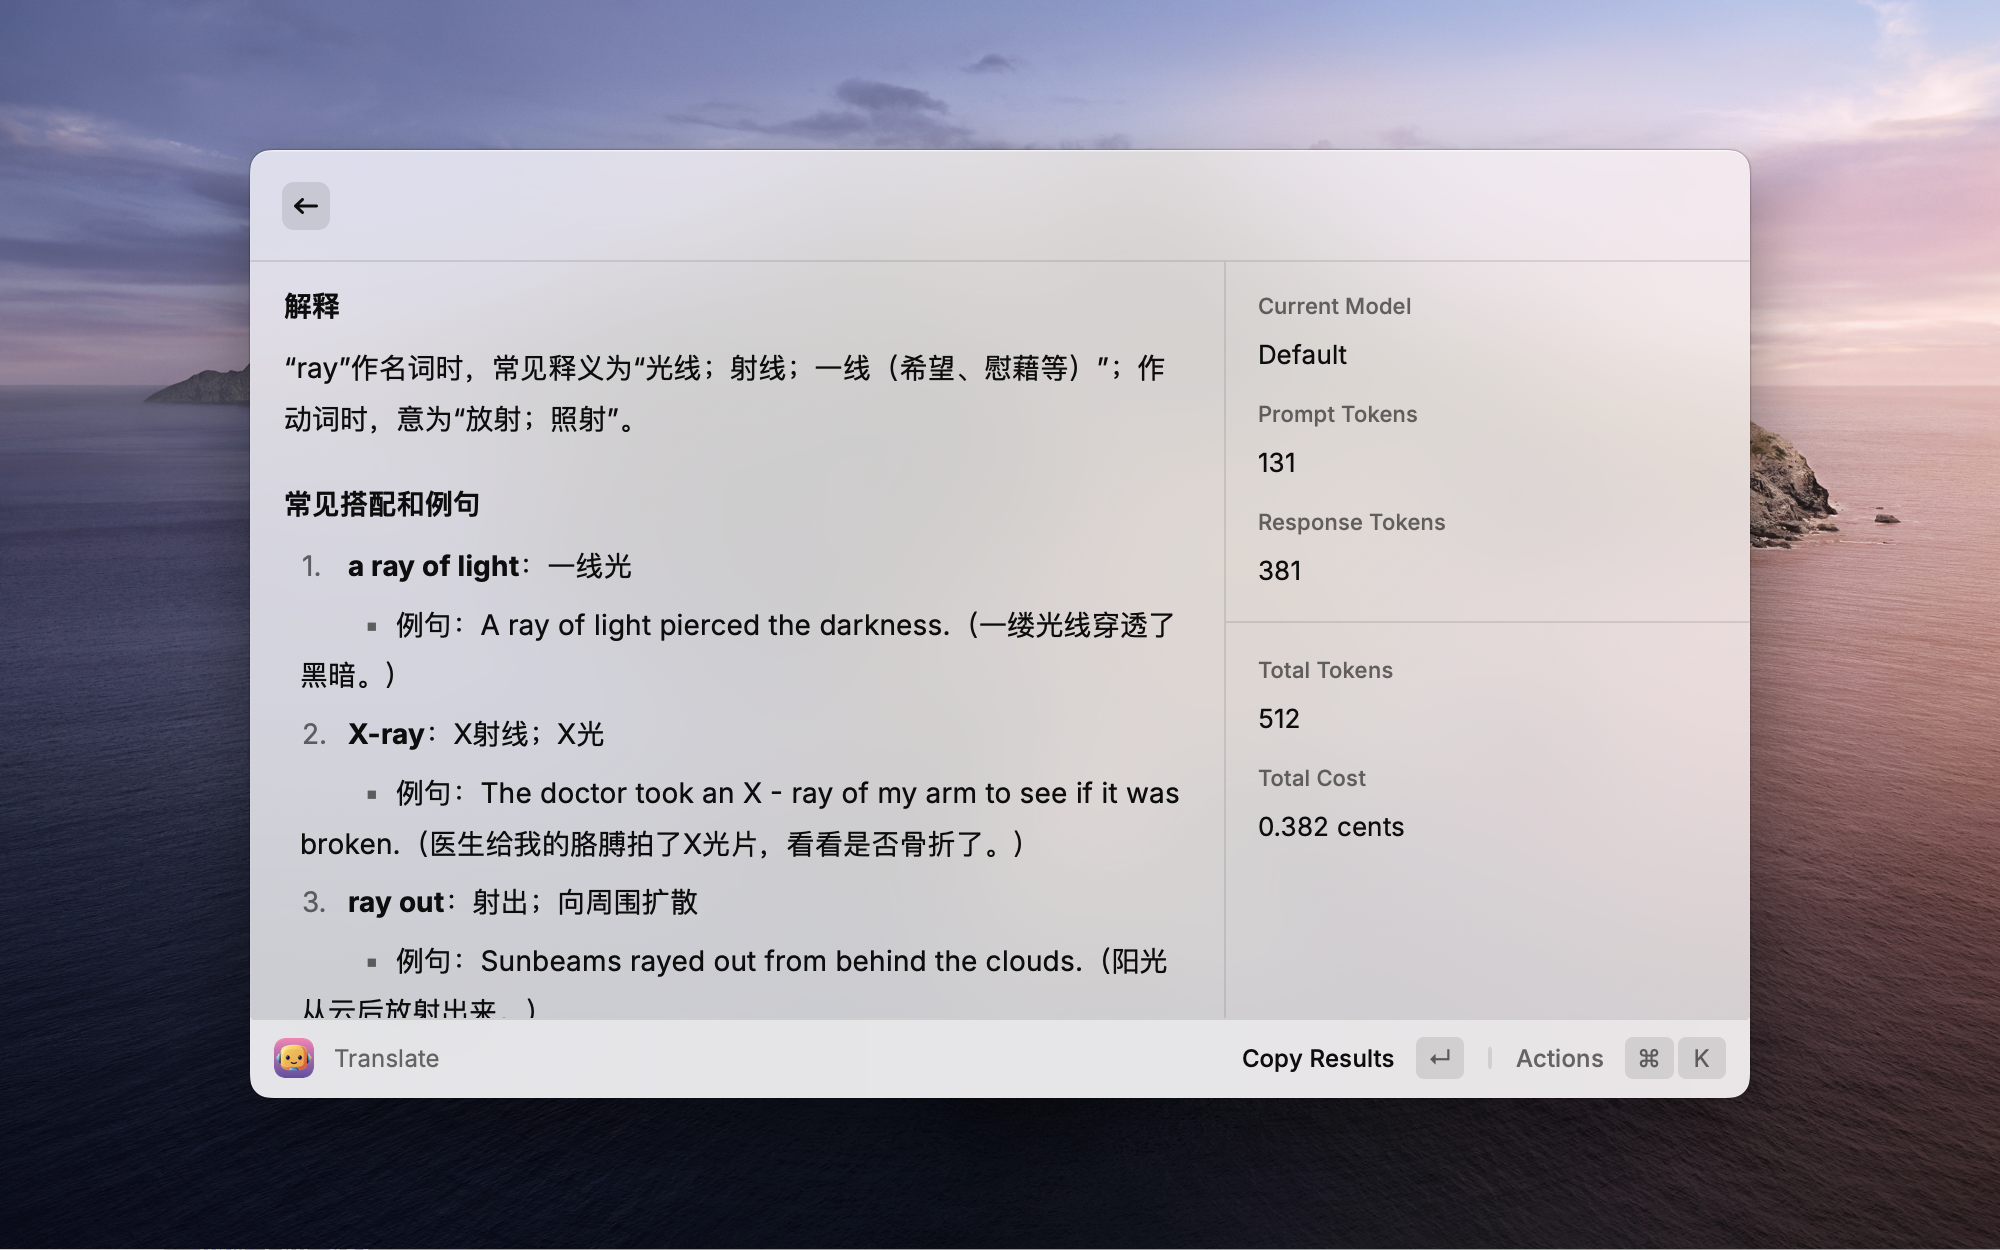 解释
“ray”作名词时，常见释义为“光线；射线；一线（希望、慰藉等）”；作
动词时，意为“放射；照射”。
常见搭配和例句
1. a ray of light：一线光
▪ 例句：A ray of light pierced the darkness.（一缕光线穿透了
黑暗。）
2. X-ray：X射线；X光
▪ 例句：The doctor took an X - ray of my arm to see if it was
broken.（医生给我的胳膊拍了X光片，看看是否骨折了。）
3. ray out：射出；向周围扩散
▪ 例句：Sunbeams rayed out from behind the clouds.（阳光
从云后放射出来。）
Current Model
Default
Prompt Tokens
131
Response Tokens
381
Total Tokens
512
Total Cost
0.382 cents
Translate
Copy Results ↵ | Actions ⌘ K